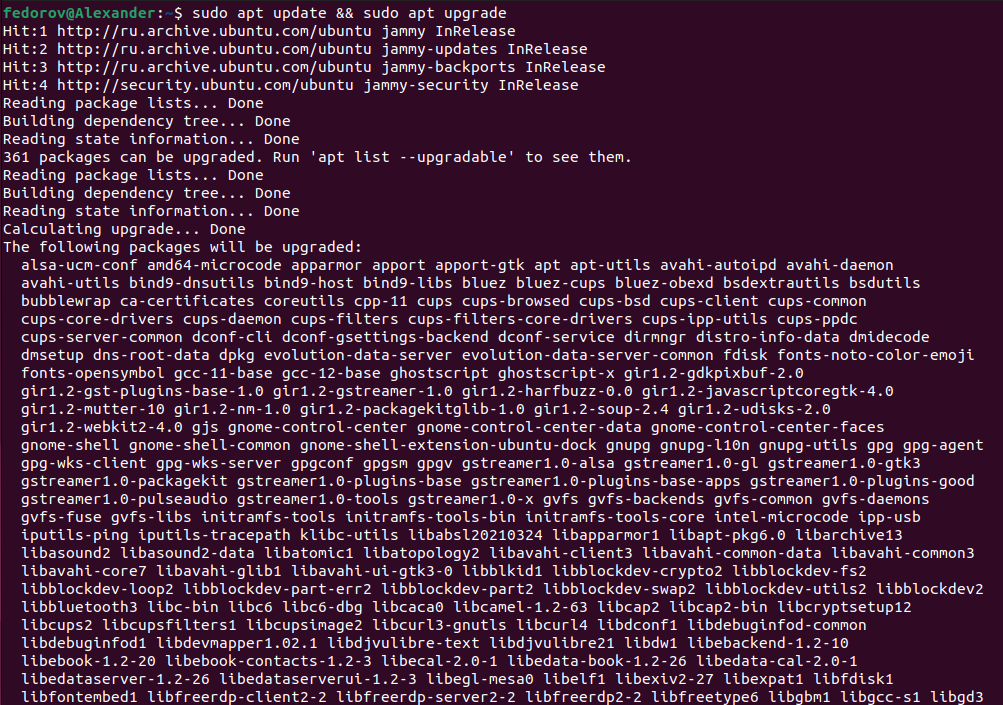 fedorov@Alexander:~$ sudo apt update && sudo apt upgrade
Hit:1 http://ru.archive.ubuntu.com/ubuntu jammy InRelease
Hit:2 http://ru.archive.ubuntu.com/ubuntu jammy-updates InRelease
Hit:3 http://ru.archive.ubuntu.com/ubuntu jammy-backports InRelease
Hit:4 http://security.ubuntu.com/ubuntu jammy-security InRelease
Reading package lists... Done
Building dependency tree... Done
Reading state information... Done
361 packages can be upgraded. Run 'apt list --upgradable' to see them.
Reading package lists... Done
Building dependency tree... Done
Reading state information... Done
Calculating upgrade... Done
The following packages will be upgraded:
  alsa-ucm-conf amd64-microcode apparmor apport apport-gtk apt apt-utils avahi-autoipd avahi-daemon
  avahi-utils bind9-dnsutils bind9-host bind9-libs bluez bluez-cups bluez-obexd bsdextrautils bsdutils
  bubblewrap ca-certificates coreutils cpp-11 cups cups-browsed cups-bsd cups-client cups-common
  cups-core-drivers cups-daemon cups-filters cups-filters-core-drivers cups-ipp-utils cups-ppdc
  cups-server-common dconf-cli dconf-gsettings-backend dconf-service dirmngr distro-info-data dmidecode
  dmsetup dns-root-data dpkg evolution-data-server evolution-data-server-common fdisk fonts-noto-color-emoji
  fonts-opensymbol gcc-11-base gcc-12-base ghostscript ghostscript-x gir1.2-gdkpixbuf-2.0
  gir1.2-gst-plugins-base-1.0 gir1.2-gstreamer-1.0 gir1.2-harfbuzz-0.0 gir1.2-javascriptcoregtk-4.0
  gir1.2-mutter-10 gir1.2-nm-1.0 gir1.2-packagekitglib-1.0 gir1.2-soup-2.4 gir1.2-udisks-2.0
  gir1.2-webkit2-4.0 gjs gnome-control-center gnome-control-center-data gnome-control-center-faces
  gnome-shell gnome-shell-common gnome-shell-extension-ubuntu-dock gnupg gnupg-l10n gnupg-utils gpg gpg-agent
  gpg-wks-client gpg-wks-server gpgconf gpgsm gpgv gstreamer1.0-alsa gstreamer1.0-gl gstreamer1.0-gtk3
  gstreamer1.0-packagekit gstreamer1.0-plugins-base gstreamer1.0-plugins-base-apps gstreamer1.0-plugins-good
  gstreamer1.0-pulseaudio gstreamer1.0-tools gstreamer1.0-x gvfs gvfs-backends gvfs-common gvfs-daemons
  gvfs-fuse gvfs-libs initramfs-tools initramfs-tools-bin initramfs-tools-core intel-microcode ipp-usb
  iputils-ping iputils-tracepath klibc-utils libabsl20210324 libapparmor1 libapt-pkg6.0 libarchive13
  libasound2 libasound2-data libatomic1 libatopology2 libavahi-client3 libavahi-common-data libavahi-common3
  libavahi-core7 libavahi-glib1 libavahi-ui-gtk3-0 libblkid1 libblockdev-crypto2 libblockdev-fs2
  libblockdev-loop2 libblockdev-part-err2 libblockdev-part2 libblockdev-swap2 libblockdev-utils2 libblockdev2
  libbluetooth3 libc-bin libc6 libc6-dbg libcaca0 libcamel-1.2-63 libcap2 libcap2-bin libcryptsetup12
  libcups2 libcupsfilters1 libcupsimage2 libcurl3-gnutls libcurl4 libdconf1 libdebuginfod-common
  libdebuginfod1 libdevmapper1.02.1 libdjvulibre-text libdjvulibre21 libdw1 libebackend-1.2-10
  libebook-1.2-20 libebook-contacts-1.2-3 libecal-2.0-1 libedata-book-1.2-26 libedata-cal-2.0-1
  libedataserver-1.2-26 libedataserverui-1.2-3 libegl-mesa0 libelf1 libexiv2-27 libexpat1 libfdisk1
  libfontembed1 libfreerdp-client2-2 libfreerdp-server2-2 libfreerdp2-2 libfreetype6 libgbm1 libgcc-s1 libgd3